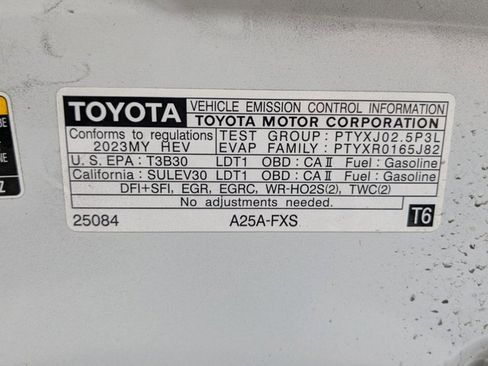 TOYOTA VEHICLE EMISSION CONTROL INFORMATION
TOYOTA MOTOR CORPORATION
Conforms to regulations TEST GROUP : PTYXJ02.5P3L
2023MY HEV EVAP FAMILY : PTYXR0165J82
U. S. EPA : T3B30 LDT1 OBD : CA II Fuel : Gasoline
California : SULEV30 LDT1 OBD : CA II Fuel : Gasoline
DFI+SFI, EGR, EGRC, WR-HO2S(2), TWC(2)
No adjustments needed.
25084 A25A-FXS T6